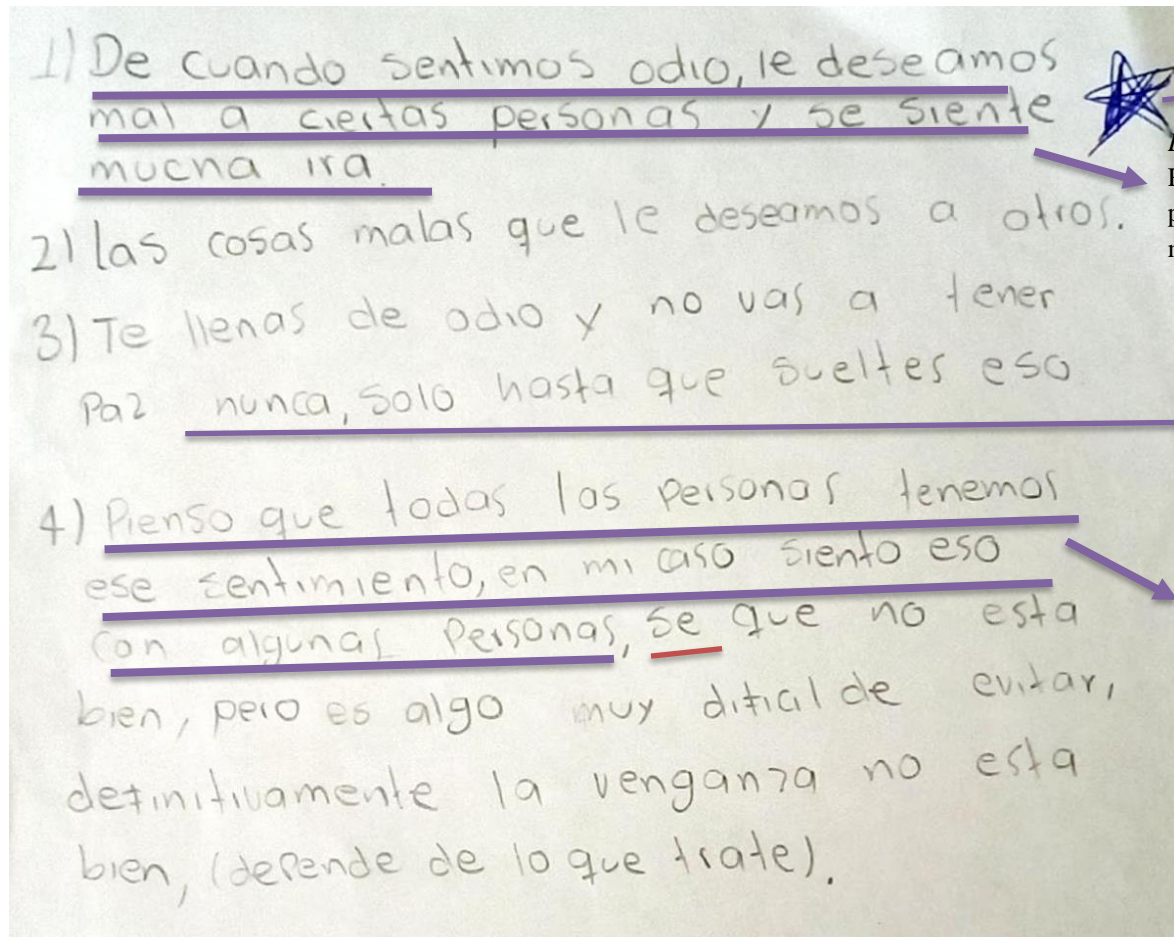 1) De cuando sentimos odio, le deseamos
mal a ciertas personas y se siente
mucha ira.
2) las cosas malas que le deseamos a otros.
3) Te llenas de odio y no vas a tener
Paz nunca, solo hasta que sueltes eso
4) Pienso que todas las personas tenemos
ese sentimiento, en mi caso siento eso
con algunas Personas, se que no esta
bien, pero es algo muy dificil de evitar,
definitivamente la venganza no esta
bien, (depende de lo que trate).